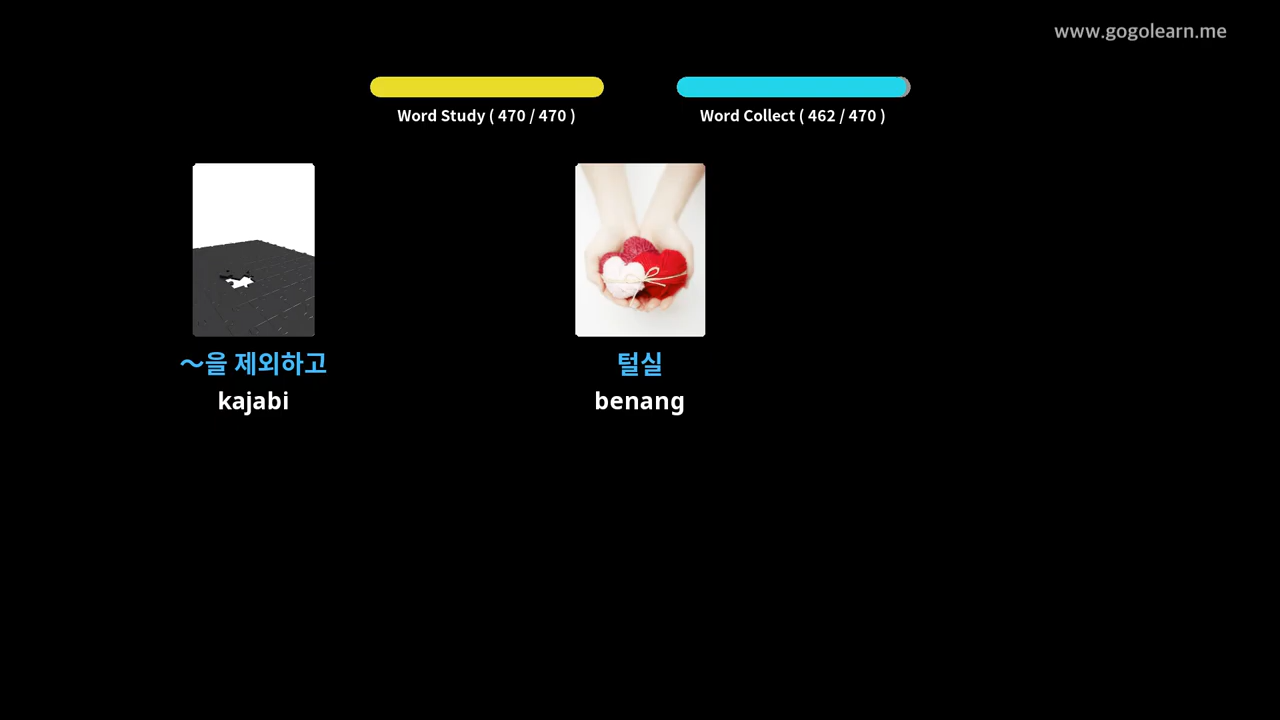 www.gogolearn.me
Word Study ( 470 / 470 )
Word Collect ( 462 / 470 )
～을 제외하고
kajabi
털실
benang